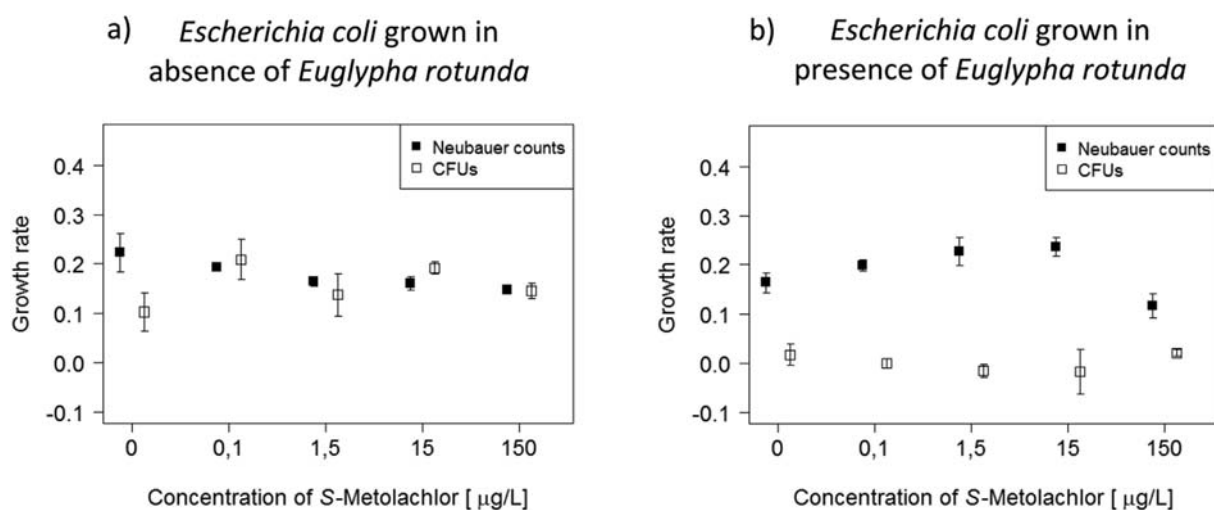 a) Escherichia coli grown in
absence of Euglypha rotunda
Neubauer counts
CFUs
Growth rate
0.4
0.3
0.2
0.1
0.0
-0.1
0 0,1 1,5 15 150
Concentration of S-Metolachlor [ µg/L]
b) Escherichia coli grown in
presence of Euglypha rotunda
Neubauer counts
CFUs
Growth rate
0.4
0.3
0.2
0.1
0.0
-0.1
0 0,1 1,5 15 150
Concentration of S-Metolachlor [ µg/L]